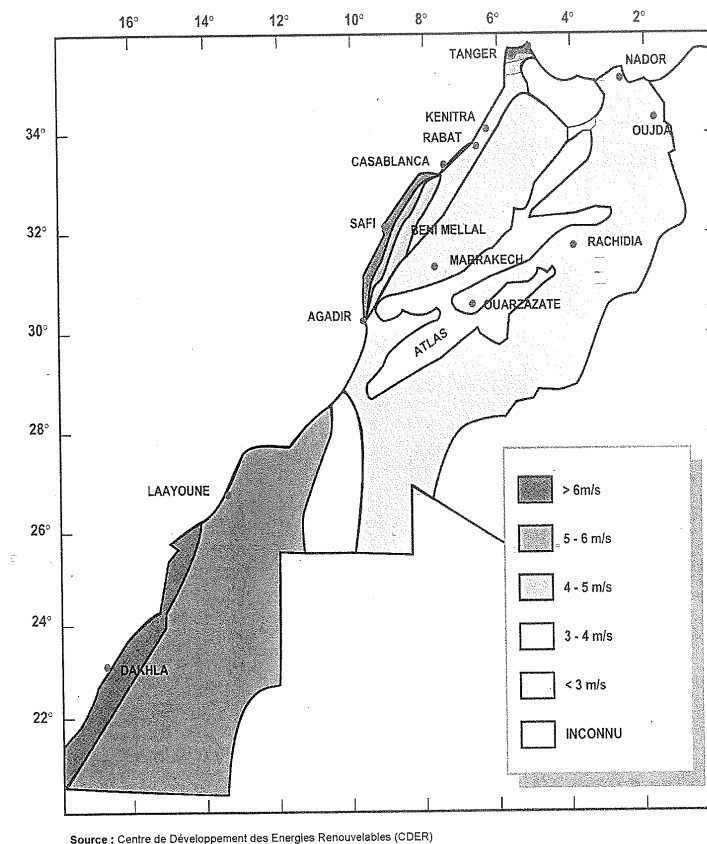 16° 14° 12° 10° 8° 6° 4° 2°
TANGER
NADOR
KENITRA
34°
RABAT
OUJDA
CASABLANCA
SAFI
BENI MELLAL
32°
RACHIDIA
MARRAKECH
OUARZAZATE
AGADIR
30°
ATLAS
28°
LAAYOUNE
> 6m/s
26°
5 - 6 m/s
4 - 5 m/s
24°
3 - 4 m/s
DAKHLA
< 3 m/s
22°
INCONNU
Source : Centre de Développement des Energies Renouvelables (CDER)